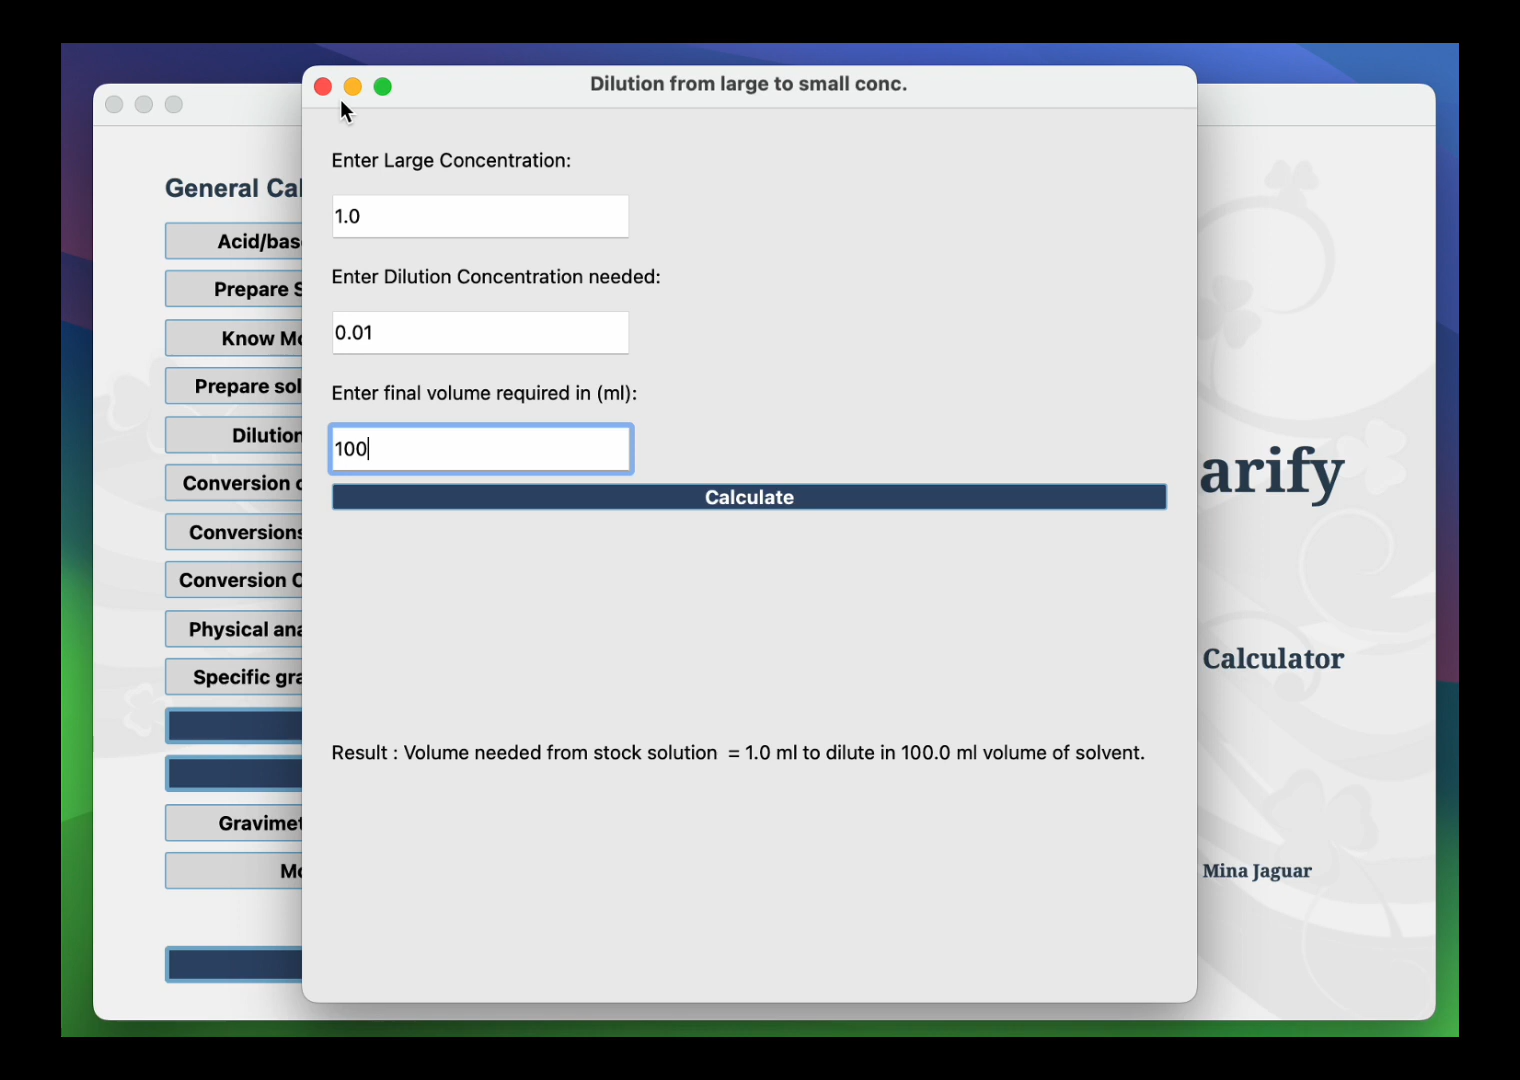 Dilution from large to small conc.
Enter Large Concentration:
1.0
Enter Dilution Concentration needed:
0.01
Enter final volume required in (ml):
100
Calculate
Result : Volume needed from stock solution  = 1.0 ml to dilute in 100.0 ml volume of solvent.
General Cal
Acid/bas
Prepare S
Know Mo
Prepare sol
Dilution
Conversion c
Conversions
Conversion C
Physical ana
Specific gra
Gravimet
Mo
arify
Calculator
Mina Jaguar